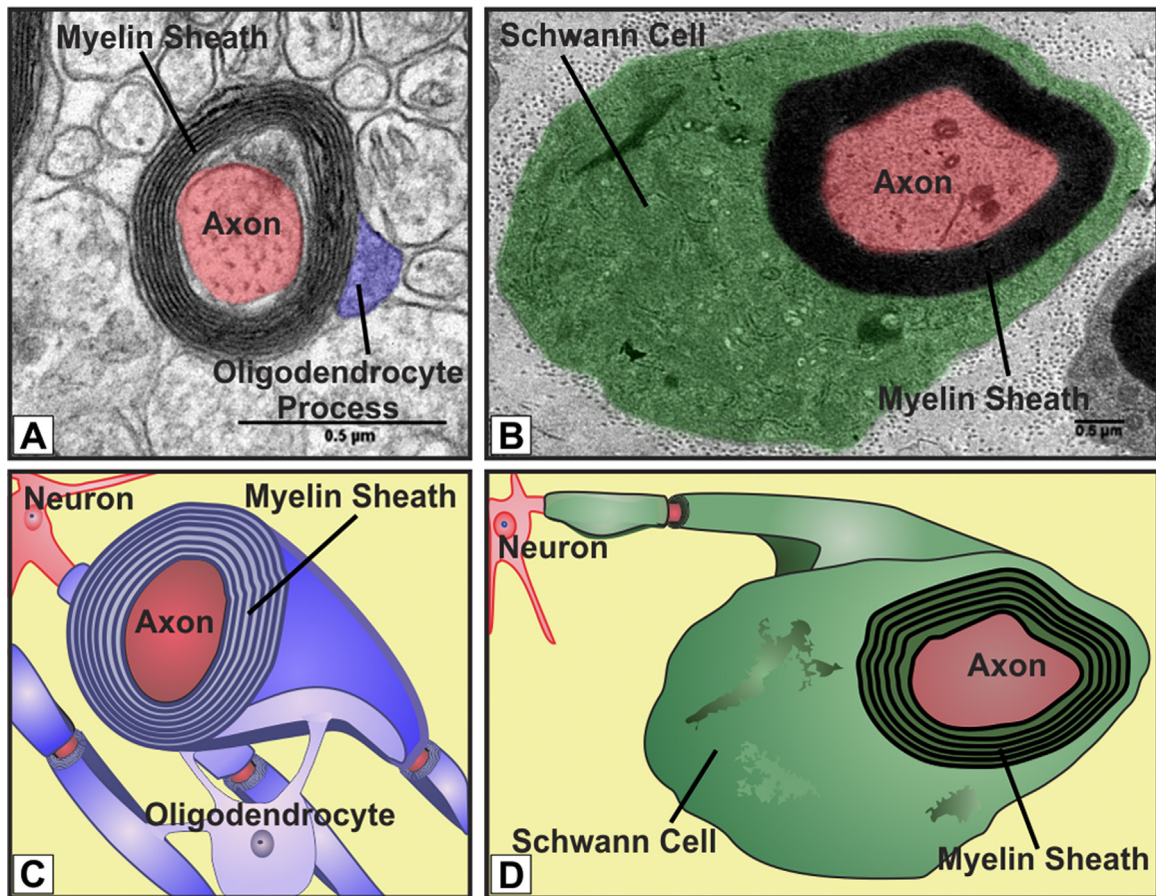 Myelin Sheath
Axon
Oligodendrocyte
Process
0.5 µm
A
Schwann Cell
Axon
Myelin Sheath
0.5 µm
B
Neuron
Myelin Sheath
Axon
Oligodendrocyte
C
Neuron
Axon
Schwann Cell
Myelin Sheath
D